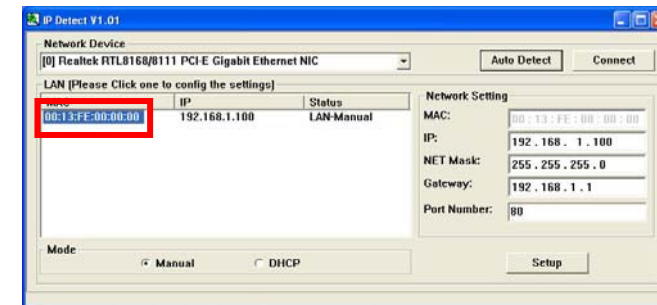 IP Detect V1.01
Network Device
[0] Realtek RTL8168/8111 PCI-E Gigabit Ethernet NIC
Auto Detect
Connect
LAN [Please Click one to config the settings]
MAC IP Status
00:13:FE:00:00:00 192.168.1.100 LAN-Manual
Network Setting
MAC: 00 : 13 : FE : 00 : 00 : 00
IP: 192 . 168 . 1 . 100
NET Mask: 255 . 255 . 255 . 0
Gateway: 192 . 168 . 1 . 1
Port Number: 80
Mode
Manual DHCP
Setup